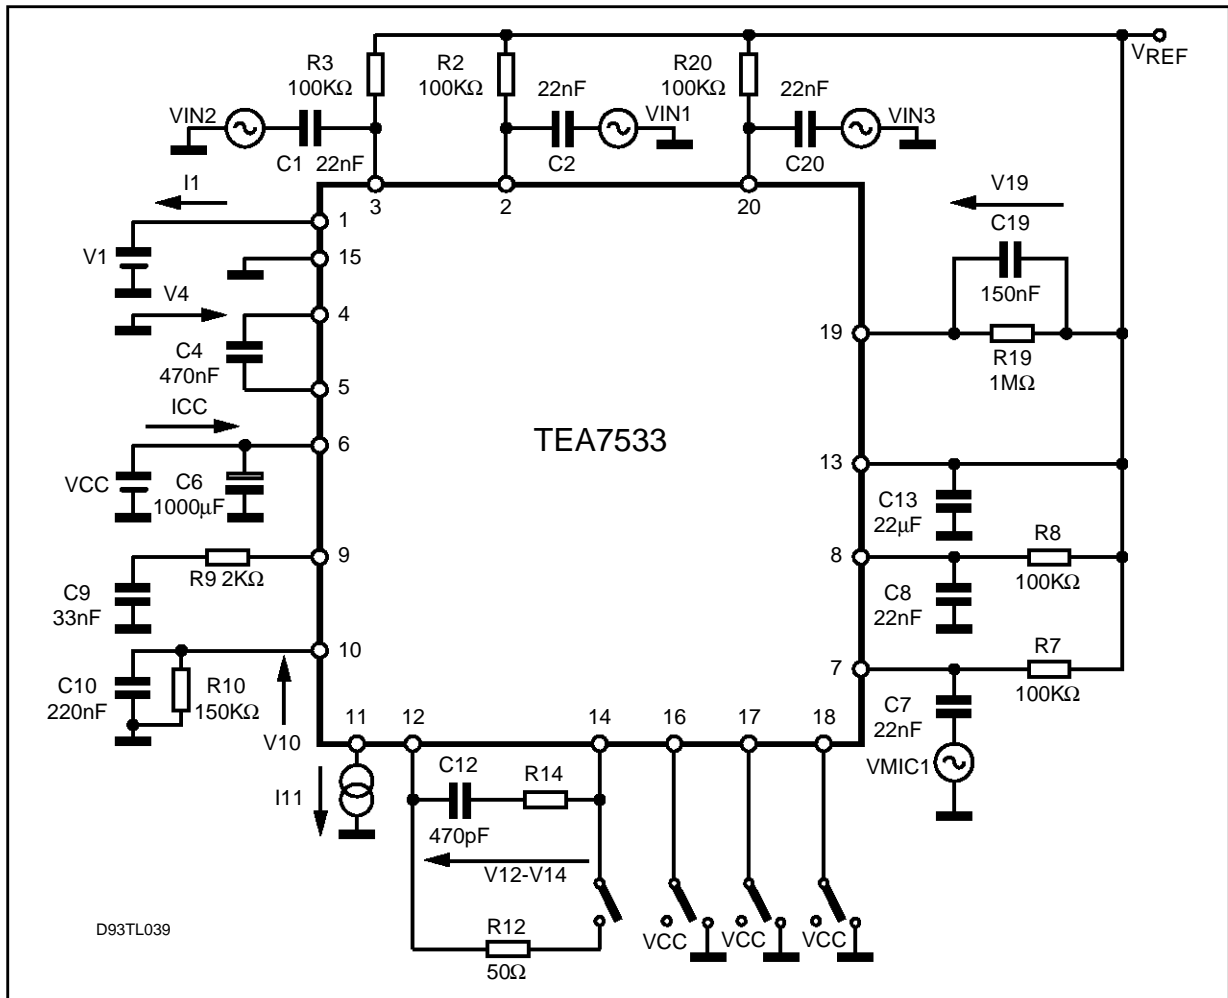 VREF
R3
100KΩ
R2
100KΩ
R20
100KΩ
22nF
22nF
VIN2
VIN1
VIN3
C1
22nF
C2
C20
I1
3
2
20
V19
1
C19
V1
15
V4
150nF
4
19
C4
470nF
R19
1MΩ
5
ICC
TEA7533
6
13
VCC
C6
1000µF
C13
22µF
R8
9
8
R9 2KΩ
100KΩ
C9
33nF
C8
22nF
10
R7
7
C10
220nF
R10
150KΩ
100KΩ
C7
22nF
11
12
14
16
17
18
V10
C12
R14
VMIC1
I11
470pF
V12-V14
D93TL039
R12
50Ω
VCC
VCC
VCC